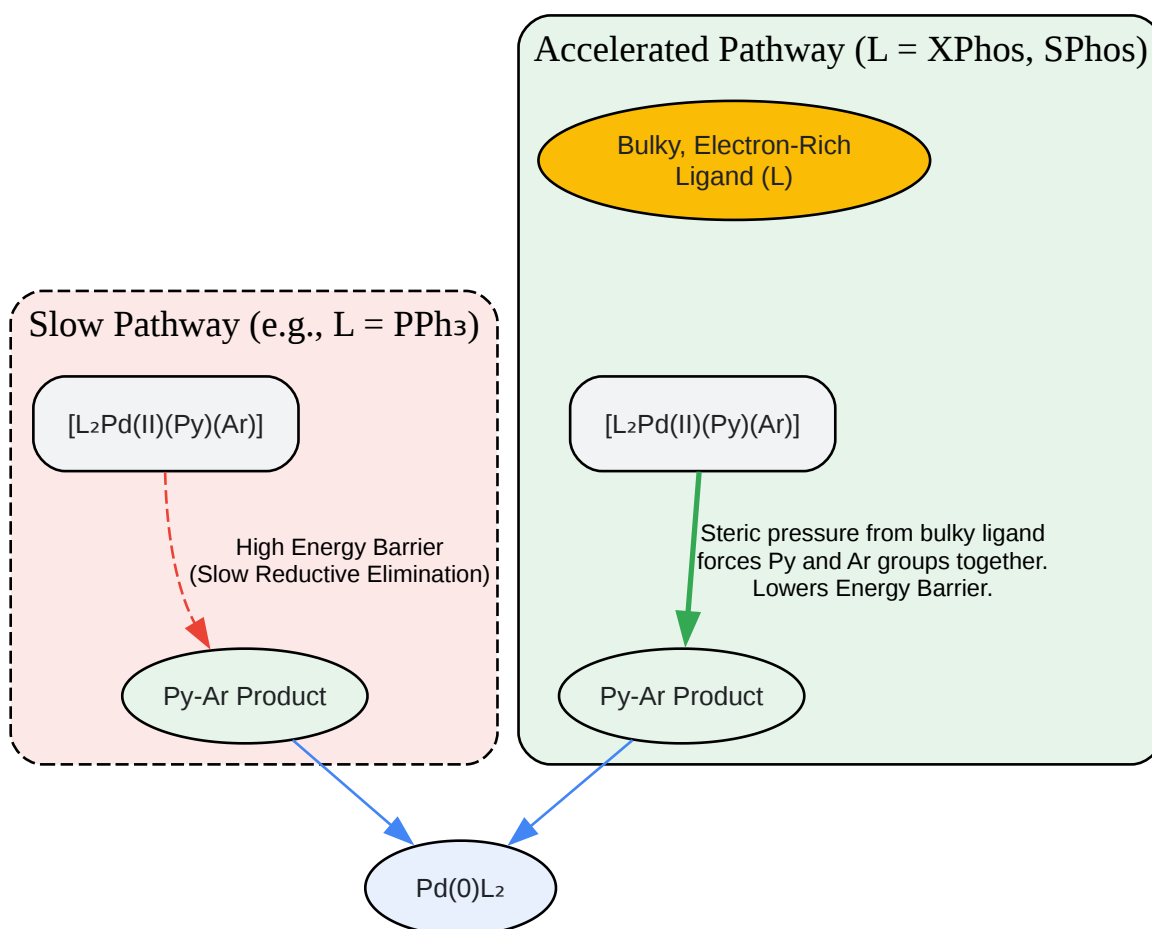 Accelerated Pathway (L = XPhos, SPhos)
Bulky, Electron-Rich
Ligand (L)
Slow Pathway (e.g., L = PPh₃)
[L₂Pd(II)(Py)(Ar)]
High Energy Barrier
(Slow Reductive Elimination)
Py-Ar Product
[L₂Pd(II)(Py)(Ar)]
Steric pressure from bulky ligand
forces Py and Ar groups together.
Lowers Energy Barrier.
Py-Ar Product
Pd(0)L₂